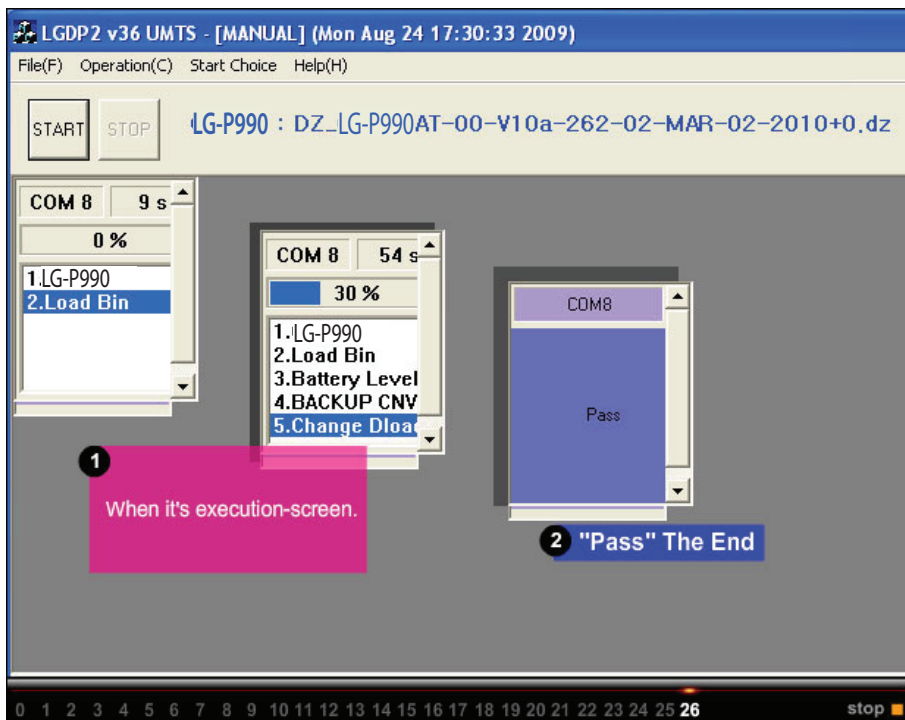 LGDP2 v36 UMTS - [MANUAL] (Mon Aug 24 17:30:33 2009)
File(F) Operation(C) Start Choice Help(H)
START STOP LG-P990 : DZ_LG-P990AT-00-V10a-262-02-MAR-02-2010+0.dz
COM 8 9 s
0 %
1.LG-P990
2.Load Bin
COM 8 54 s
30 %
1.LG-P990
2.Load Bin
3.Battery Level
4.BACKUP CNV
5.Change Dload
COM8
Pass
1
When it's execution-screen.
2 "Pass" The End
0 1 2 3 4 5 6 7 8 9 10 11 12 13 14 15 16 17 18 19 20 21 22 23 24 25 26 stop